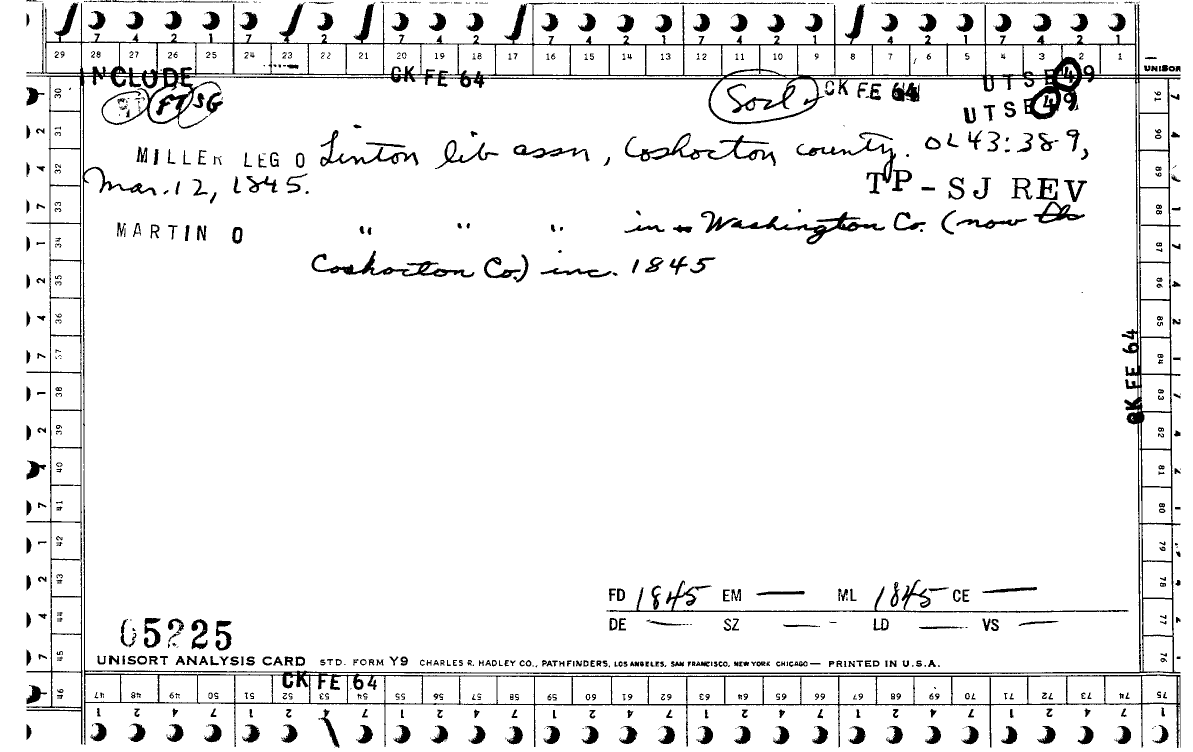 7 4 2 1 7 4 2 1 7 4 2 1 7 4 2 1 7 4 2 1 7 4 2 1
29 28 27 26 25 24 23 22 21 20 19 18 17 16 15 14 13 12 11 10 9 8 7 6 5 4 3 2 1
INCLUDE CK FE 64 Socl CK FE 64 UTSE 49 UNISOR
FT SG UTSE 49
MILLER LEG O Linton lib assn, Coshocton county. OL 43:38-9,
Mar. 12, 1845.
TP - SJ REV
MARTIN O " " " in Washington Co. (now
Coshocton Co.) inc. 1845
CK FE 64
FD 1845 EM — ML 1845 CE —
DE — SZ — LD — VS —
05225
UNISORT ANALYSIS CARD STD. FORM Y9 CHARLES R. HADLEY CO., PATHFINDERS, LOS ANGELES, SAN FRANCISCO, NEW YORK CHICAGO — PRINTED IN U.S.A.
CK FE 64
30 31 32 33 34 35 36 37 38 39 40 41 42 43 44 45 46
47 48 49 50 51 52 53 54 55 56 57 58 59 60 61 62 63 64 65 66 67 68 69 70 71 72 73 74 75
1 2 4 7 1 2 4 7 1 2 4 7 1 2 4 7 1 2 4 7 1 2 4 7 1 2 4 7 1
91 90 89 88 87 86 85 84 83 82 81 80 79 78 77 76